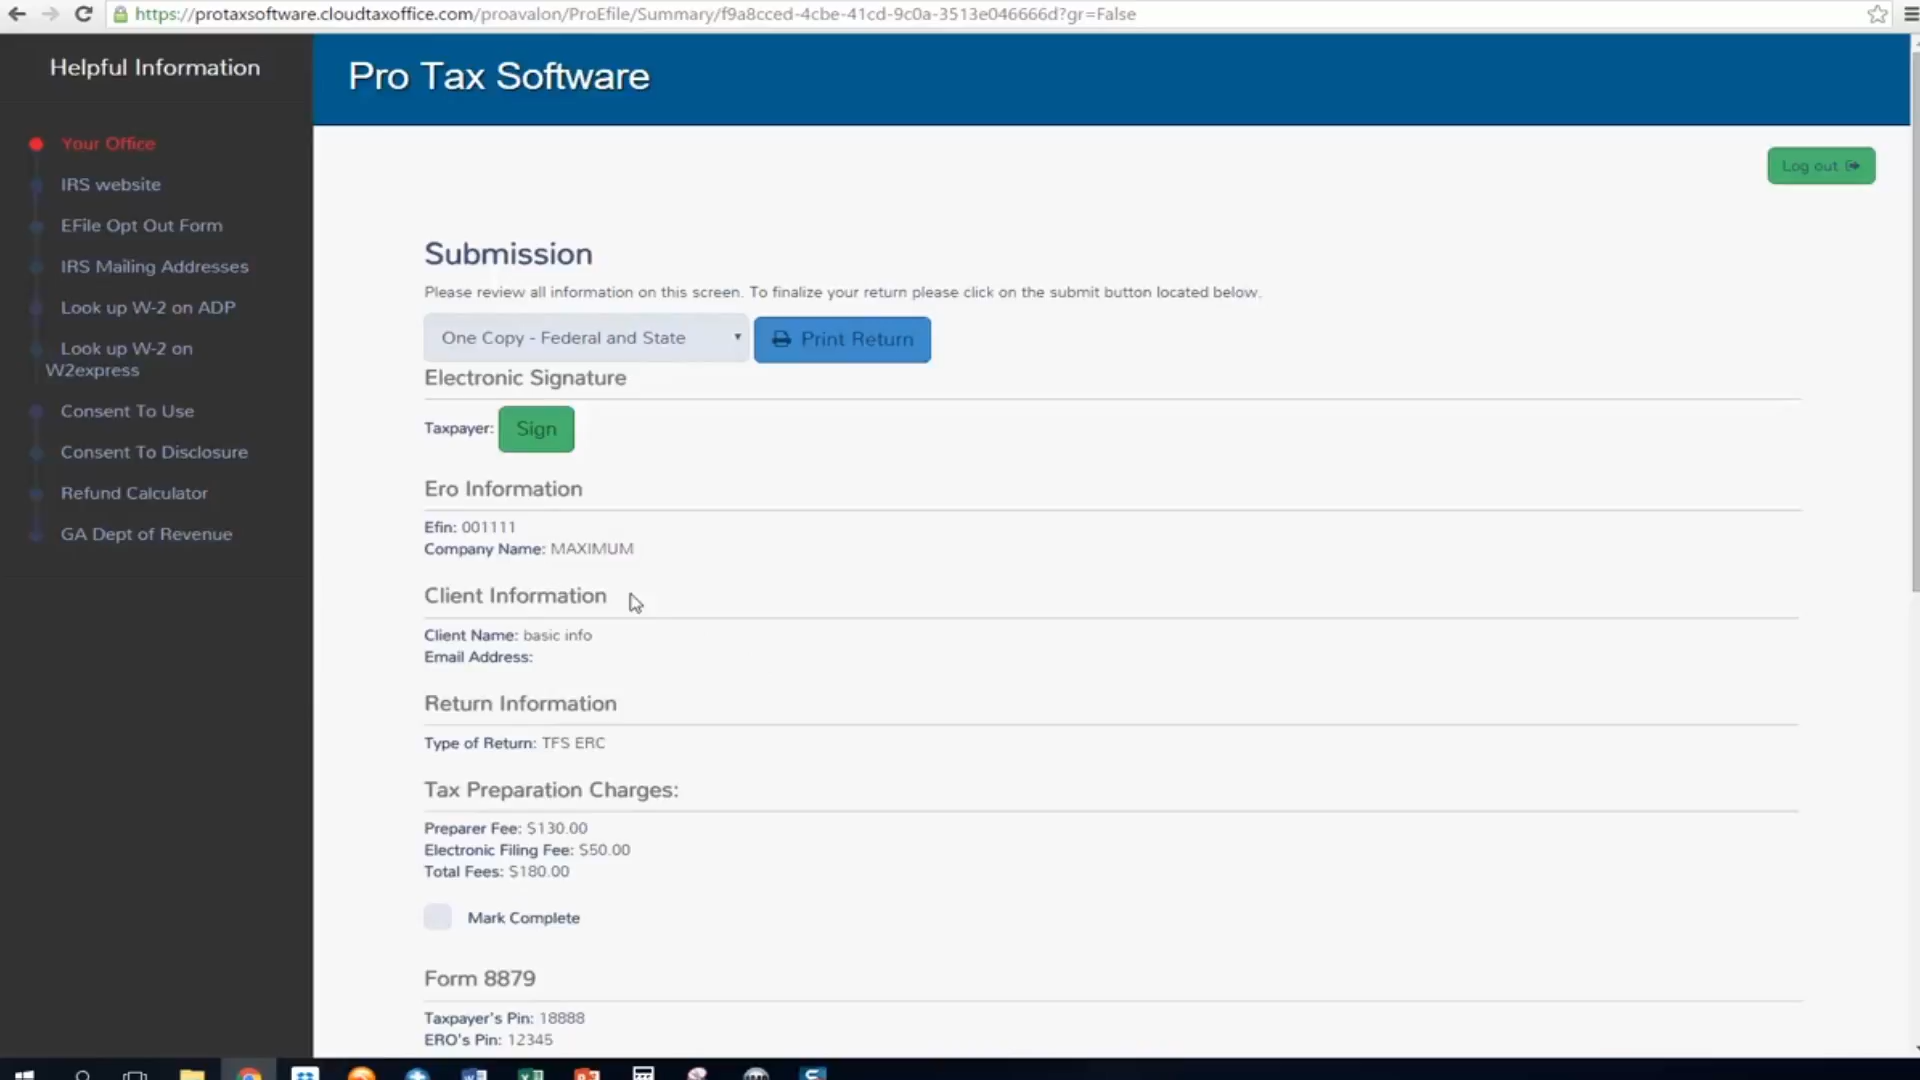 https://protaxsoftware.cloudtaxoffice.com/proavalon/ProEfile/Summary/f9a8cced-4cbe-41cd-9c0a-3513e046666d?gr=False
Helpful Information
Pro Tax Software
Your Office
IRS website
EFile Opt Out Form
IRS Mailing Addresses
Look up W-2 on ADP
Look up W-2 on
W2express
Consent To Use
Consent To Disclosure
Refund Calculator
GA Dept of Revenue
Log out
Submission
Please review all information on this screen. To finalize your return please click on the submit button located below.
One Copy - Federal and State
Print Return
Electronic Signature
Taxpayer: Sign
Ero Information
Efin: 001111
Company Name: MAXIMUM
Client Information
Client Name: basic info
Email Address:
Return Information
Type of Return: TFS ERC
Tax Preparation Charges:
Preparer Fee: $130.00
Electronic Filing Fee: $50.00
Total Fees: $180.00
Mark Complete
Form 8879
Taxpayer's Pin: 18888
ERO's Pin: 12345